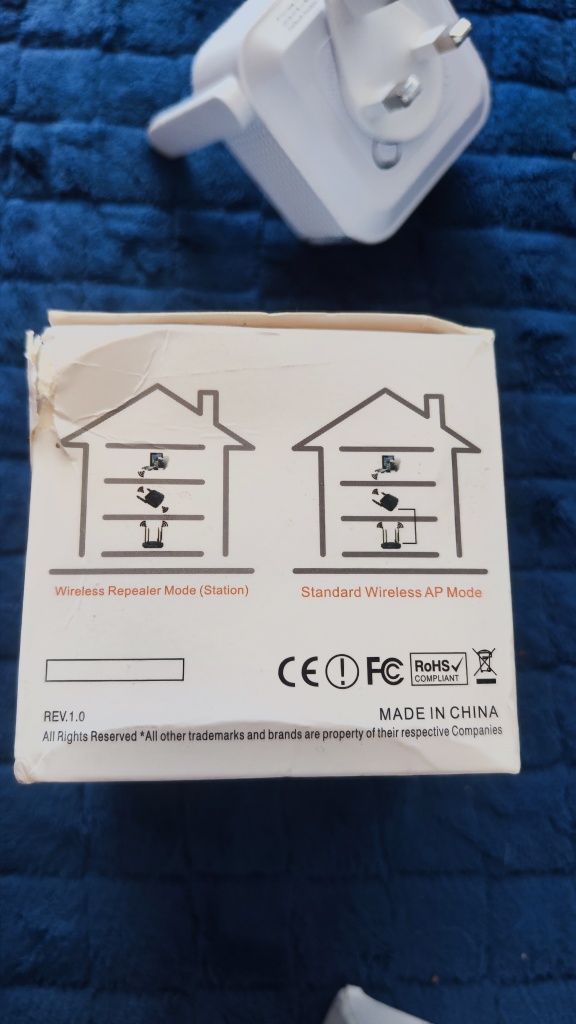 Wireless Repealer Mode (Station)
Standard Wireless AP Mode
CE FC RoHS
COMPLIANT
REV.1.0
MADE IN CHINA
All Rights Reserved *All other trademarks and brands are property of their respective Companies